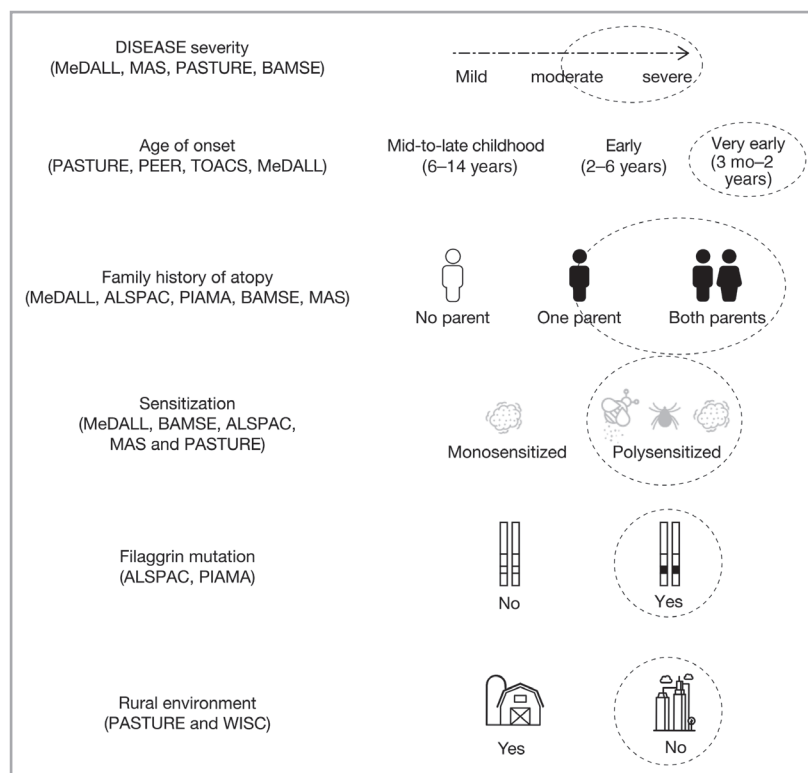 DISEASE severity
(MeDALL, MAS, PASTURE, BAMSE)
Mild moderate severe
Age of onset
(PASTURE, PEER, TOACS, MeDALL)
Mid-to-late childhood
(6–14 years)
Early
(2–6 years)
Very early
(3 mo–2
years)
Family history of atopy
(MeDALL, ALSPAC, PIAMA, BAMSE, MAS)
No parent One parent Both parents
Sensitization
(MeDALL, BAMSE, ALSPAC,
MAS and PASTURE)
Monosensitized Polysensitized
Filaggrin mutation
(ALSPAC, PIAMA)
No Yes
Rural environment
(PASTURE and WISC)
Yes No